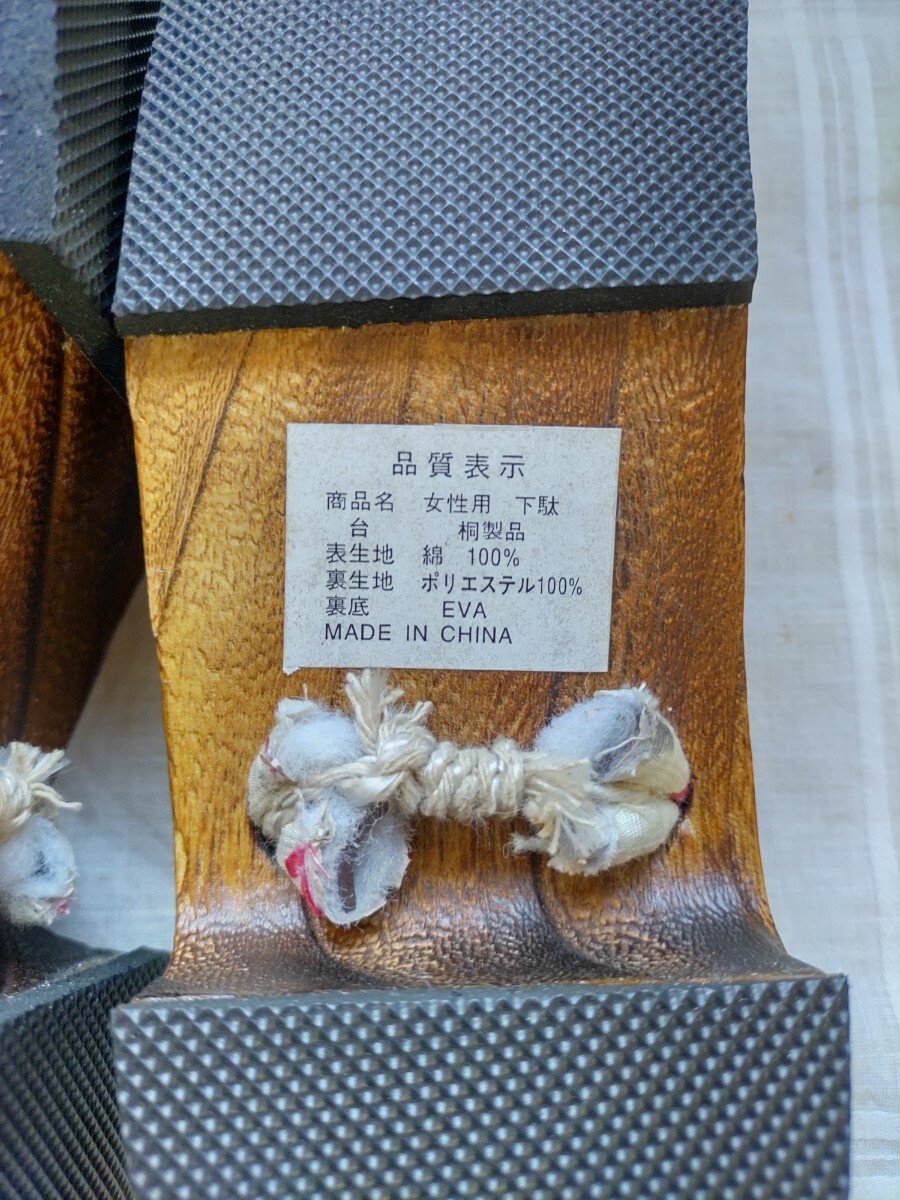 品質表示
商品名 女性用 下駄
台 桐製品
表生地 綿 100%
裏生地 ポリエステル100%
裏底 EVA
MADE IN CHINA